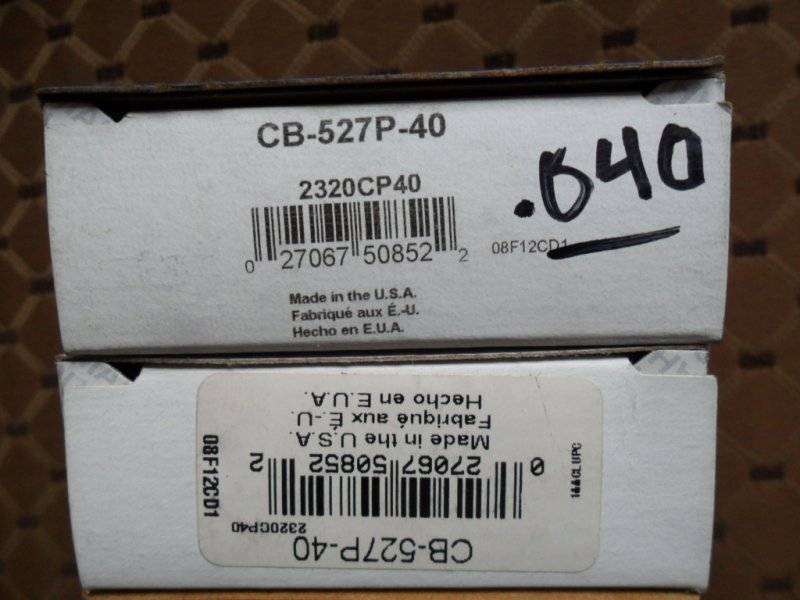 CB-527P-40
2320CP40
.040
0 27067 50852 2
08F12CD1
Made in the U.S.A.
Fabriqué aux É.-U.
Hecho en E.U.A.
CB-527P-40
2320CP40
08F12CD1
0 27067 50852 2
Made in the U.S.A.
Fabriqué aux É.-U.
Hecho en E.U.A.